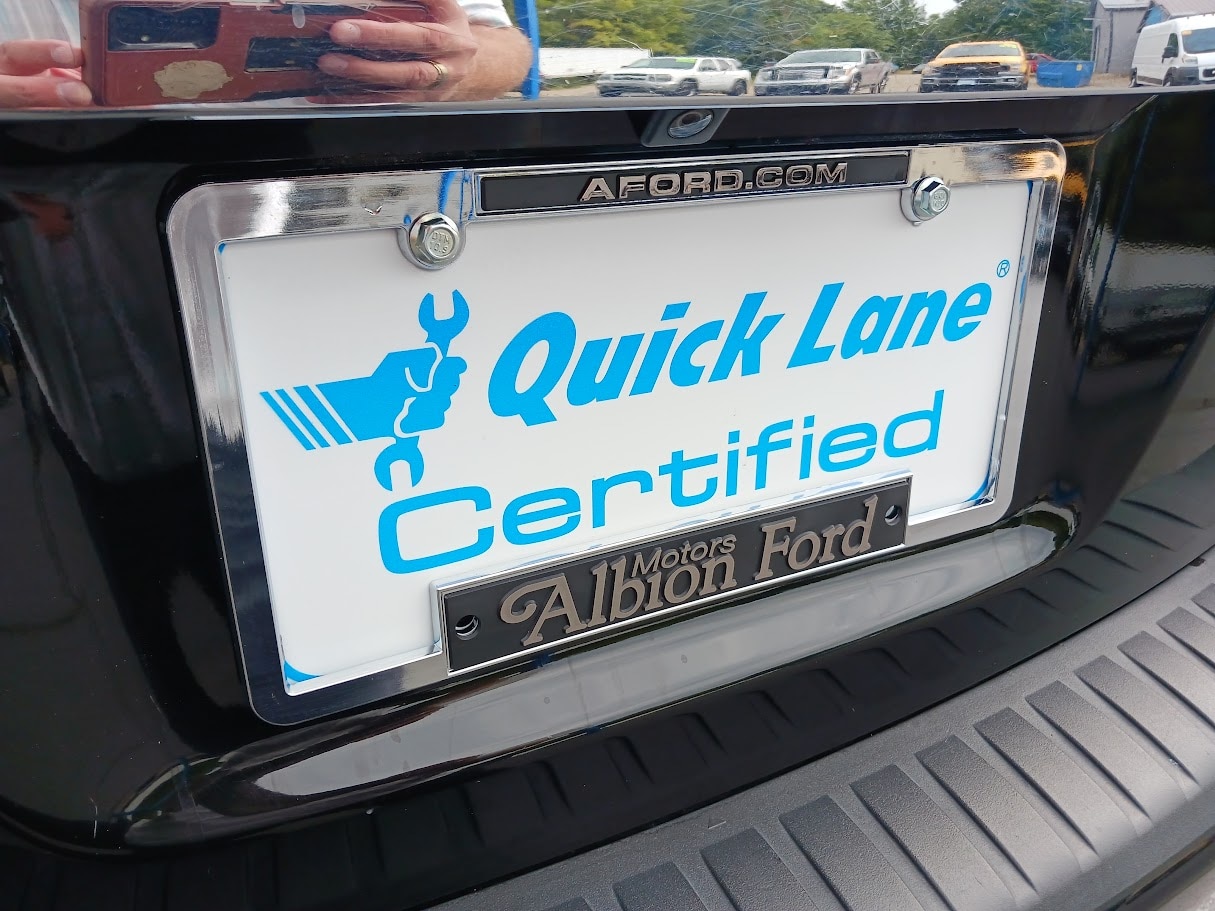 AFORD.COM
Quick Lane®
Certified
Motors
Albion Ford